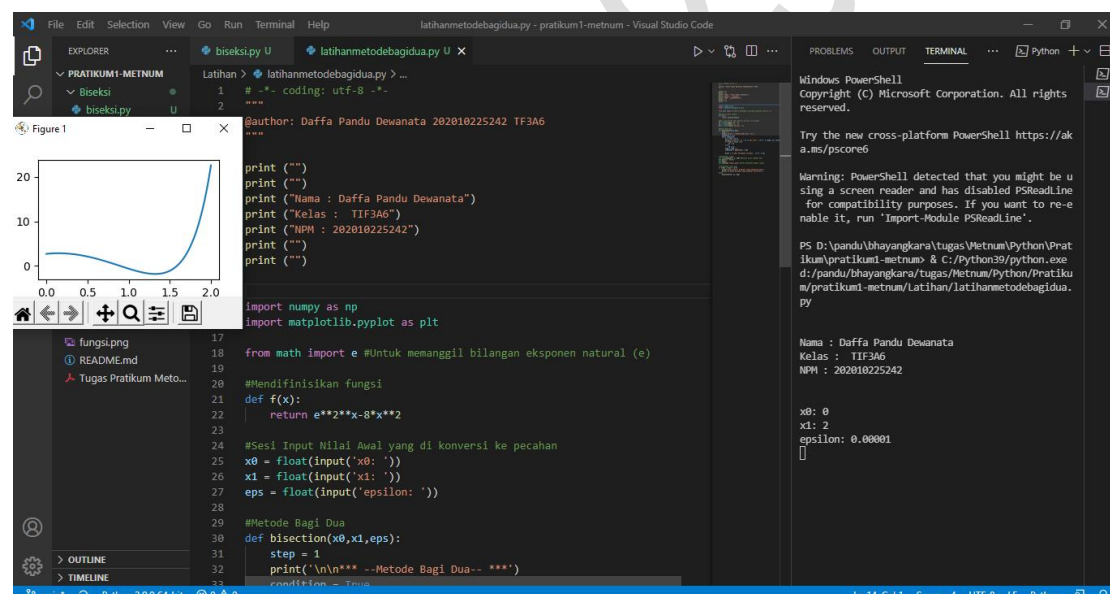 File Edit Selection View Go Run Terminal Help
latihanmetodebagidua.py - pratikum1-metnum - Visual Studio Code
EXPLORER
PRATIKUM1-METNUM
Biseksi
biseksi.py U
fungsi.png
README.md
Tugas Pratikum Meto...
OUTLINE
TIMELINE
Figure 1
20
10
0
0.0 0.5 1.0 1.5 2.0
biseksi.py U
latihanmetodebagidua.py U
Latihan > latihanmetodebagidua.py > ...
1 # -*- coding: utf-8 -*-
2 """
@author: Daffa Pandu Dewanata 202010225242 TF3A6
"""
print ("")
print ("")
print ("Nama : Daffa Pandu Dewanata")
print ("Kelas :  TIF3A6")
print ("NPM : 202010225242")
print ("")
print ("")
import numpy as np
import matplotlib.pyplot as plt
17
18 from math import e #Untuk memanggil bilangan eksponen natural (e)
19
20 #Mendifinisikan fungsi
21 def f(x):
22 return e**2**x-8*x**2
23
24 #Sesi Input Nilai Awal yang di konversi ke pecahan
25 x0 = float(input('x0: '))
26 x1 = float(input('x1: '))
27 eps = float(input('epsilon: '))
28
29 #Metode Bagi Dua
30 def bisection(x0,x1,eps):
31 step = 1
32 print('\n\n*** --Metode Bagi Dua-- ***')
33 condition = True
PROBLEMS OUTPUT TERMINAL ... Python
Windows PowerShell
Copyright (C) Microsoft Corporation. All rights
reserved.
Try the new cross-platform PowerShell https://ak
a.ms/pscore6
Warning: PowerShell detected that you might be u
sing a screen reader and has disabled PSReadLine
for compatibility purposes. If you want to re-e
nable it, run 'Import-Module PSReadLine'.
PS D:\pandu\bhayangkara\tugas\Metnum\Python\Prat
ikum\pratikum1-metnum> & C:/Python39/python.exe
d:/pandu/bhayangkara/tugas/Metnum/Python/Pratiku
m/pratikum1-metnum/Latihan/latihanmetodebagidua.
py
Nama : Daffa Pandu Dewanata
Kelas :  TIF3A6
NPM : 202010225242
x0: 0
x1: 2
epsilon: 0.00001